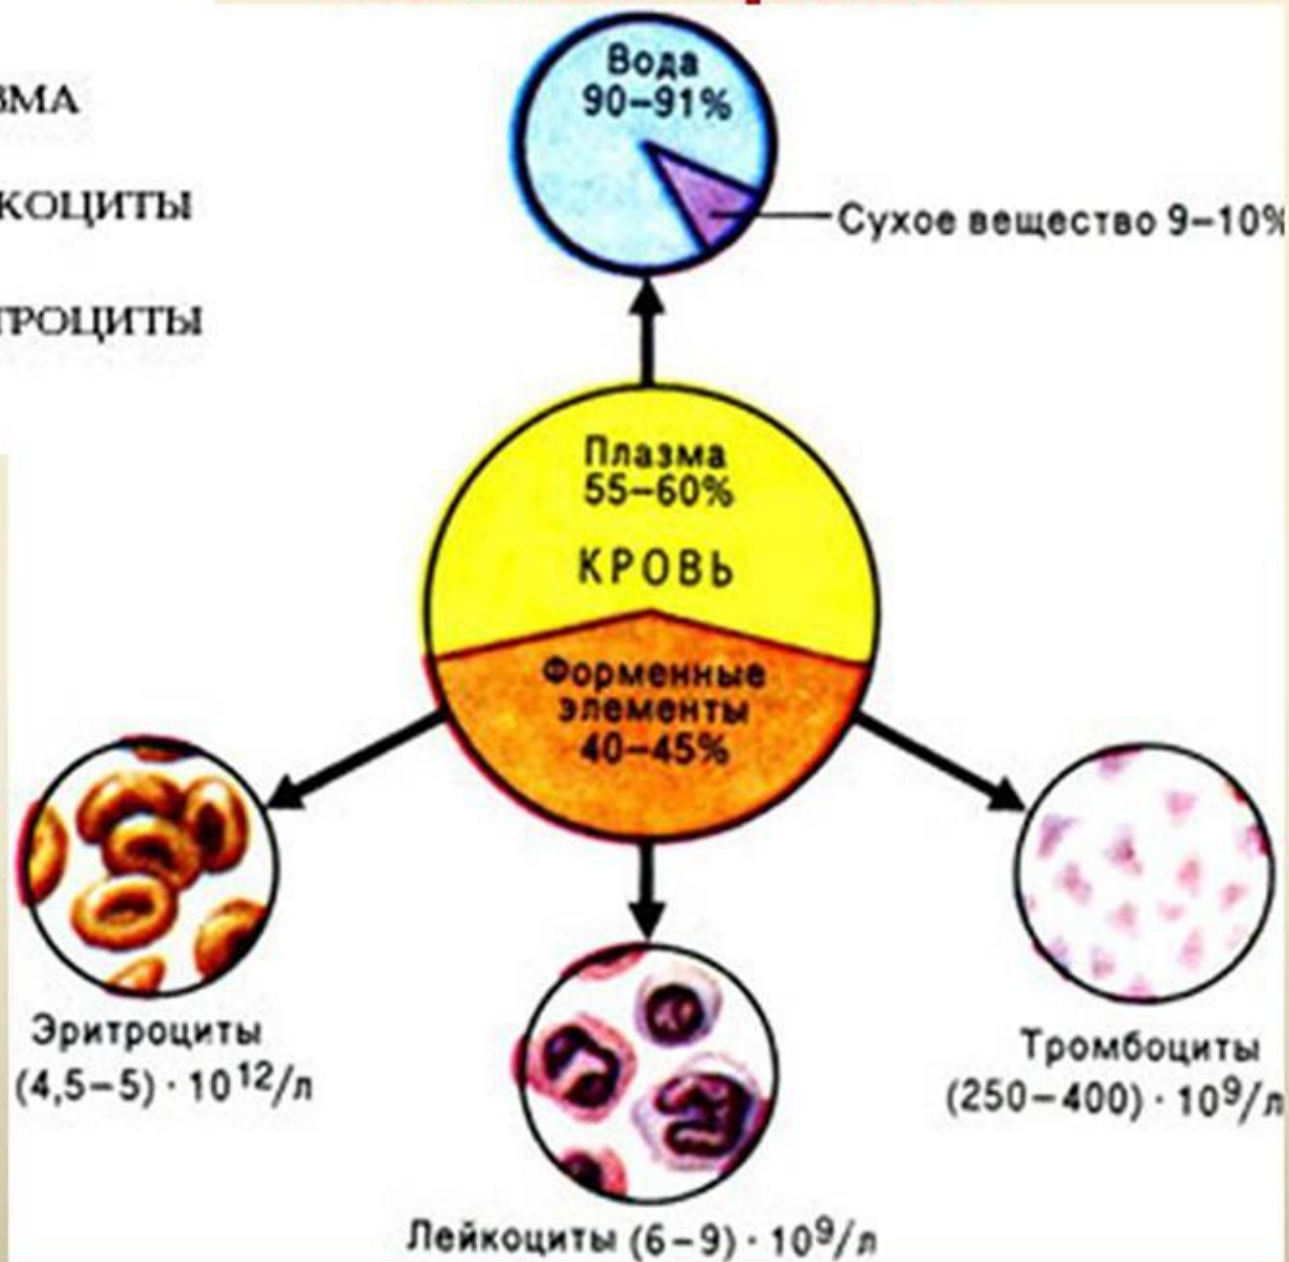 ЗМА
КОЦИТЫ
ТРОЦИТЫ
Вода
90–91%
Сухое вещество 9–10%
Плазма
55–60%
КРОВЬ
Форменные
элементы
40–45%
Эритроциты
(4,5–5) · 10¹²/л
Тромбоциты
(250–400) · 10⁹/л
Лейкоциты (6–9) · 10⁹/л